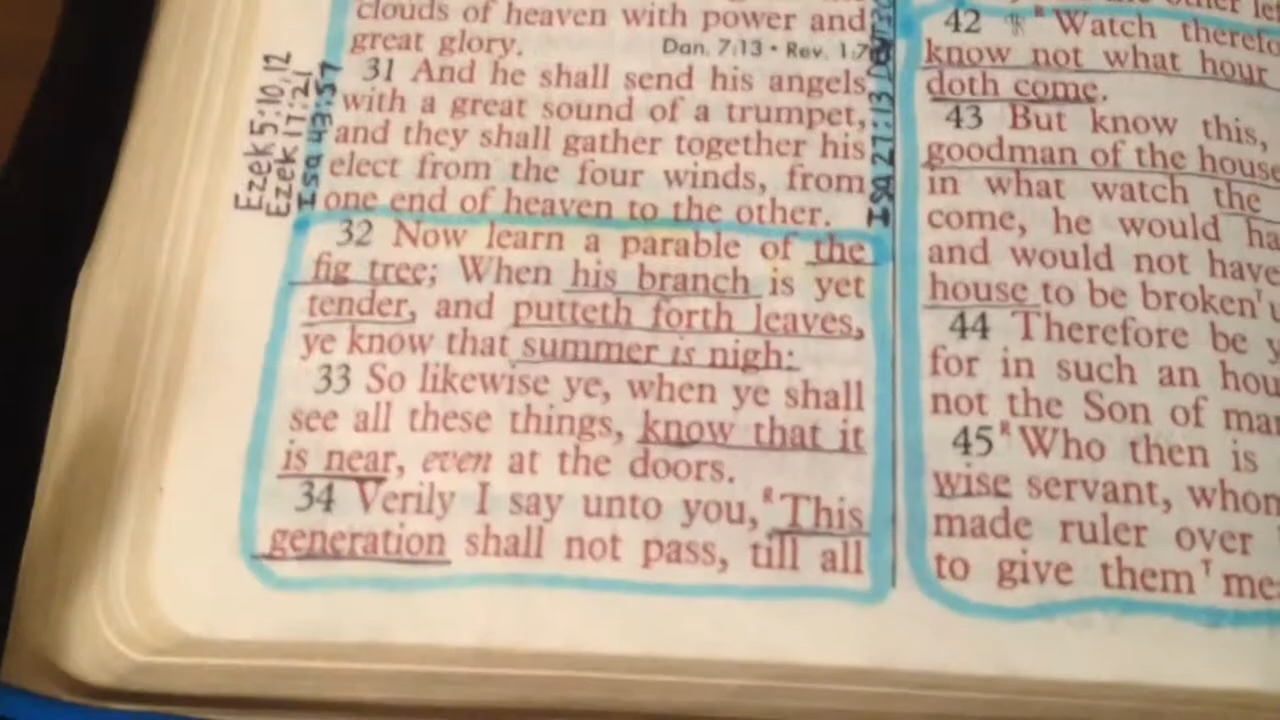 clouds of heaven with power and
great glory. Dan. 7:13 · Rev. 1:7
31 And he shall send his angels
with a great sound of a trumpet,
and they shall gather together his
elect from the four winds, from
one end of heaven to the other.
32 Now learn a parable of the
fig tree; When his branch is yet
tender, and putteth forth leaves,
ye know that summer is nigh:
33 So likewise ye, when ye shall
see all these things, know that it
is near, even at the doors.
34 Verily I say unto you, R This
generation shall not pass, till all
Ezek 5:10,12
Ezek 17:21
Isa 43:5-7
Isa 27:13
42 R Watch
know not what hour
doth come.
43 But know this,
goodman of the house
in what watch the
come, he would
and would not have
house to be broken T
44 Therefore be
for in such an
not the Son of
45 R Who then is
wise servant,
made ruler over
to give them T